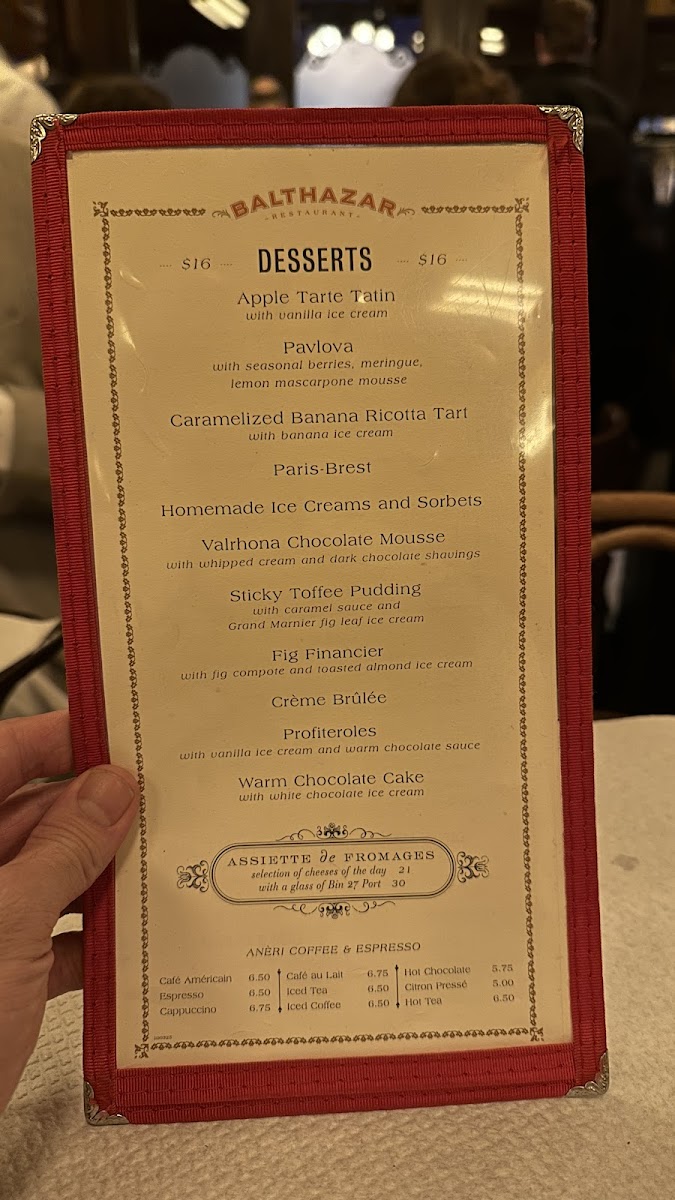 BALTHAZAR
- RESTAURANT -
$16 DESSERTS $16
Apple Tarte Tatin
with vanilla ice cream
Pavlova
with seasonal berries, meringue,
lemon mascarpone mousse
Caramelized Banana Ricotta Tart
with banana ice cream
Paris-Brest
Homemade Ice Creams and Sorbets
Valrhona Chocolate Mousse
with whipped cream and dark chocolate shavings
Sticky Toffee Pudding
with caramel sauce and
Grand Marnier fig leaf ice cream
Fig Financier
with fig compote and toasted almond ice cream
Crème Brûlée
Profiteroles
with vanilla ice cream and warm chocolate sauce
Warm Chocolate Cake
with white chocolate ice cream
ASSIETTE de FROMAGES
selection of cheeses of the day 21
with a glass of Bin 27 Port 30
ANÈRI COFFEE & ESPRESSO
Café Américain 6.50 Café au Lait 6.75 Hot Chocolate 5.75
Espresso 6.50 Iced Tea 6.50 Citron Pressé 5.00
Cappuccino 6.75 Iced Coffee 6.50 Hot Tea 6.50